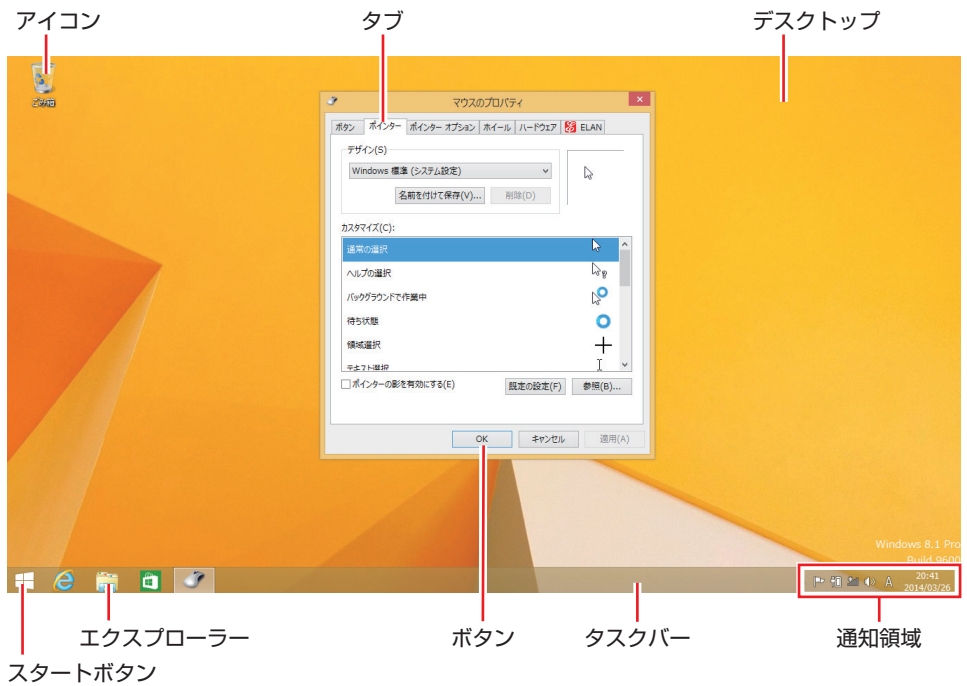 アイコン
タブ
デスクトップ
ごみ箱
マウスのプロパティ
ボタン ポインター ポインター オプション ホイール ハードウェア ELAN
デザイン(S)
Windows 標準 (システム設定)
名前を付けて保存(V)... 削除(D)
カスタマイズ(C):
通常の選択
ヘルプの選択
バックグラウンドで作業中
待ち状態
領域選択
テキスト選択
ポインターの影を有効にする(E) 既定の設定(F) 参照(B)...
OK キャンセル 適用(A)
Windows 8.1 Pro
Build 9600
A 20:41
2014/03/26
エクスプローラー
ボタン
タスクバー
通知領域
スタートボタン